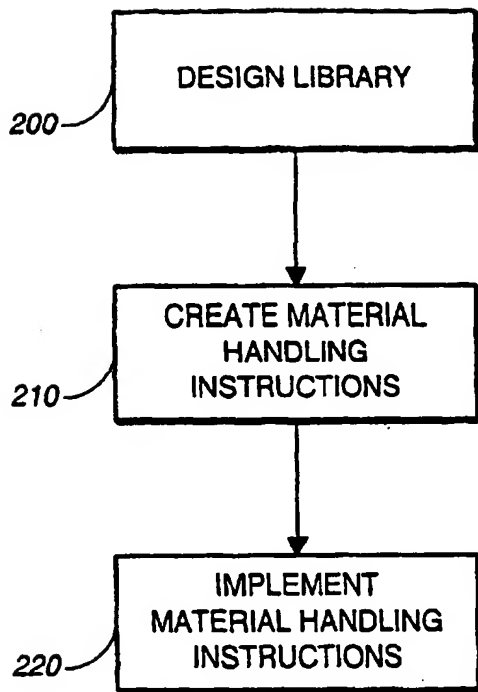 DESIGN LIBRARY
200
CREATE MATERIAL
HANDLING
INSTRUCTIONS
210
IMPLEMENT
MATERIAL HANDLING
INSTRUCTIONS
220